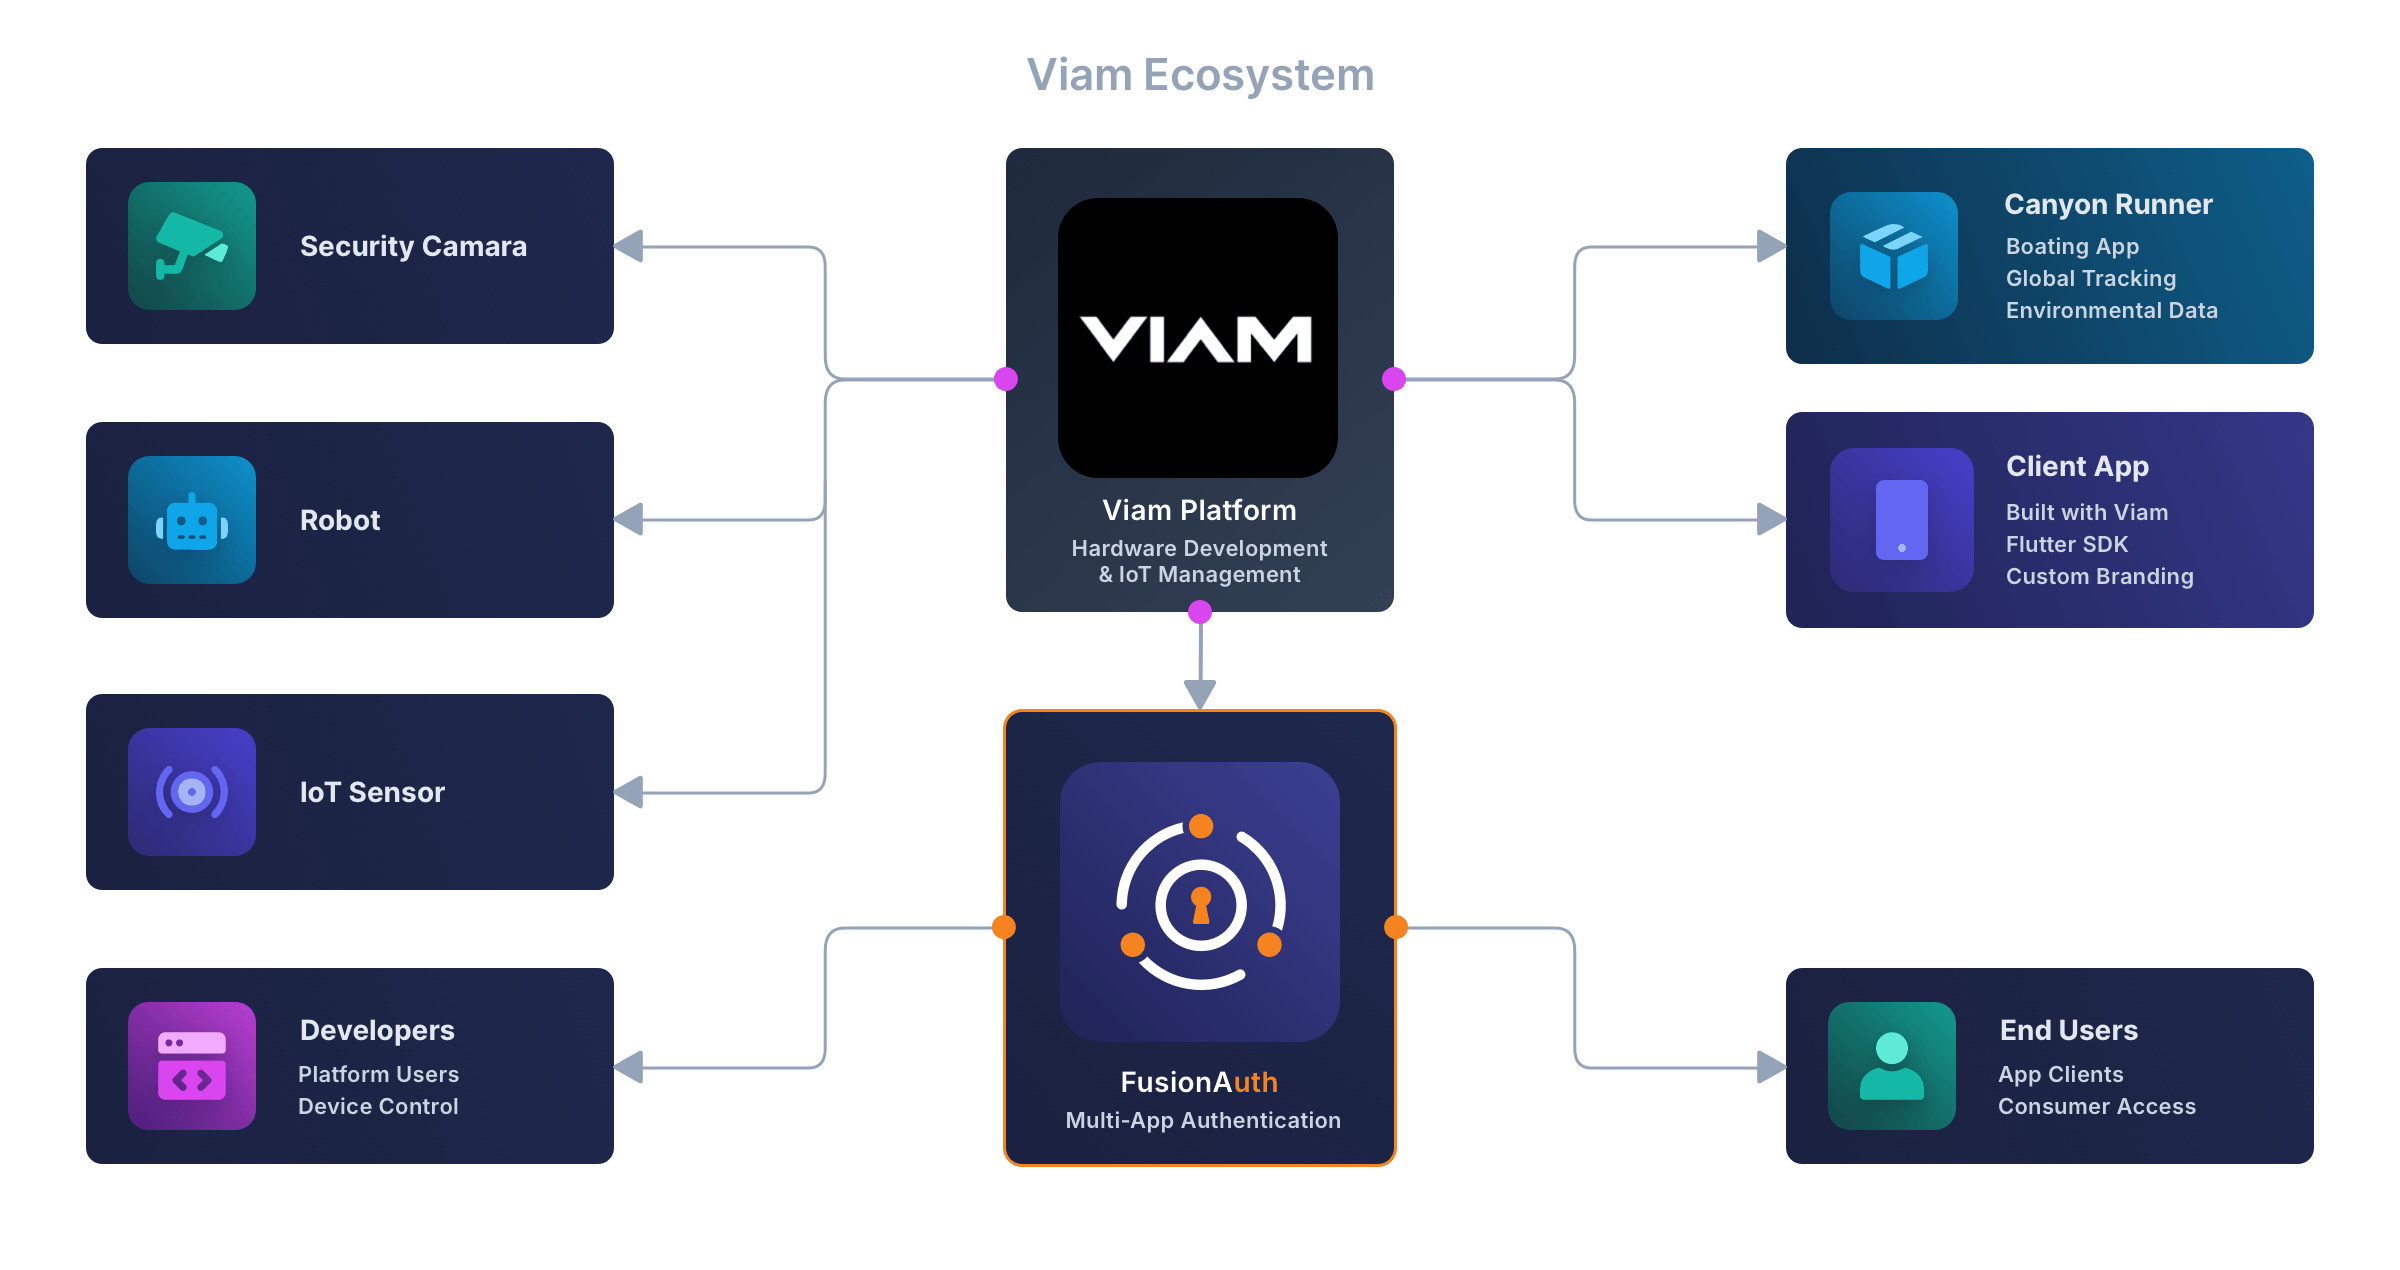 Viam Ecosystem
Security Camara
Robot
IoT Sensor
Developers
Platform Users
Device Control
VIAM
Viam Platform
Hardware Development
& IoT Management
FusionAuth
Multi-App Authentication
Canyon Runner
Boating App
Global Tracking
Environmental Data
Client App
Built with Viam
Flutter SDK
Custom Branding
End Users
App Clients
Consumer Access